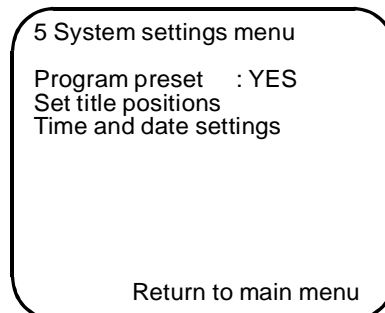 5 System settings menu
Program preset : YES
Set title positions
Time and date settings
Return to main menu